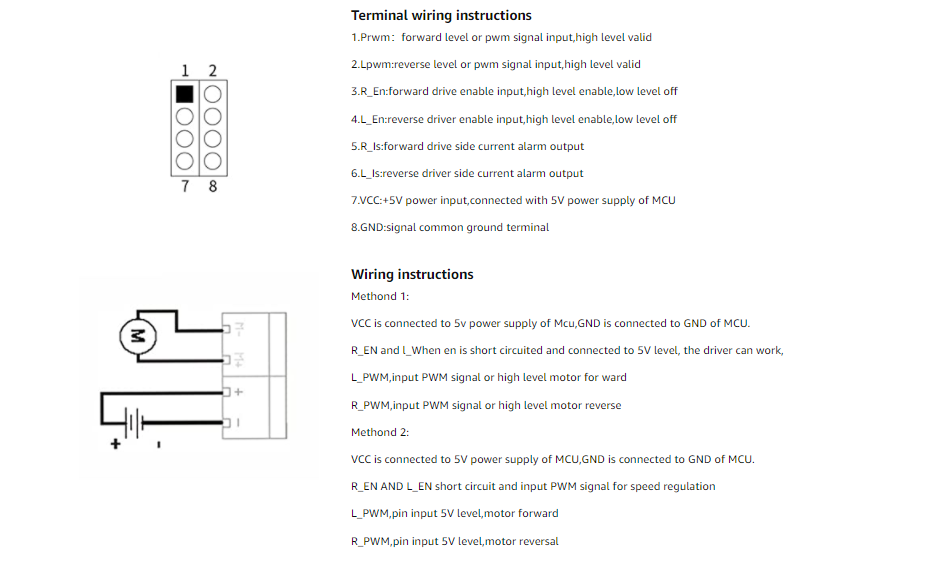 Terminal wiring instructions
1.Prwm: forward level or pwm signal input,high level valid
2.Lpwm:reverse level or pwm signal input,high level valid
3.R_En:forward drive enable input,high level enable,low level off
4.L_En:reverse driver enable input,high level enable,low level off
5.R_Is:forward drive side current alarm output
6.L_Is:reverse driver side current alarm output
7.VCC:+5V power input,connected with 5V power supply of MCU
8.GND:signal common ground terminal
1 2
7 8
Wiring instructions
Methond 1:
VCC is connected to 5v power supply of Mcu,GND is connected to GND of MCU.
R_EN and l_When en is short circuited and connected to 5V level, the driver can work,
L_PWM,input PWM signal or high level motor for ward
R_PWM,input PWM signal or high level motor reverse
Methond 2:
VCC is connected to 5V power supply of MCU,GND is connected to GND of MCU.
R_EN AND L_EN short circuit and input PWM signal for speed regulation
L_PWM,pin input 5V level,motor forward
R_PWM,pin input 5V level,motor reversal
M
M-
M+
+
-
+ -